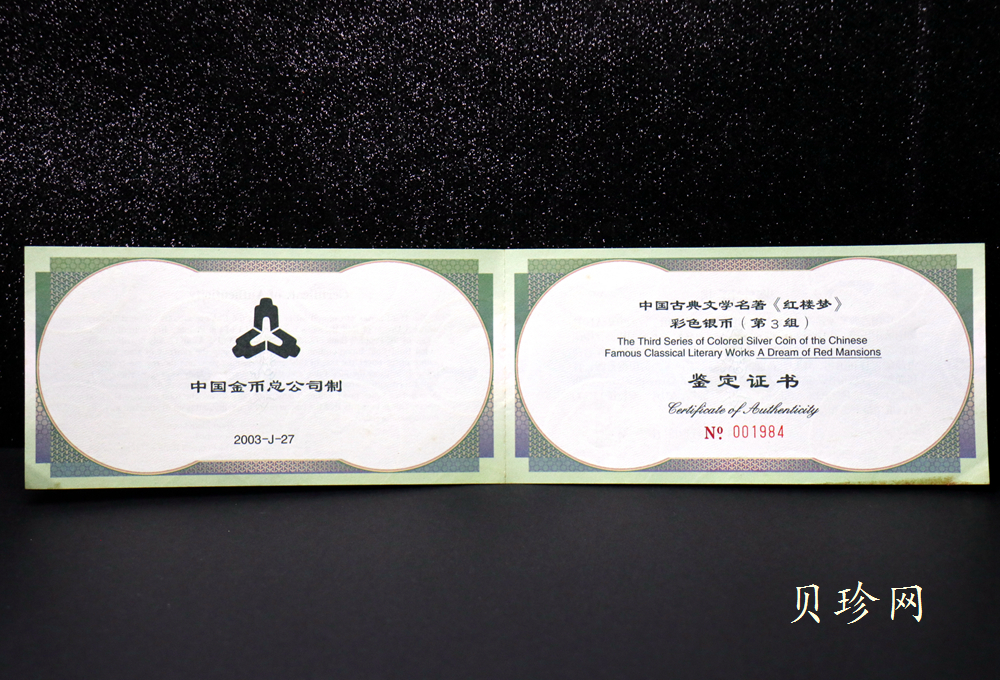 中国金币总公司制
2003-J-27
中国古典文学名著《红楼梦》
彩色银币（第3组）
The Third Series of Colored Silver Coin of the Chinese
Famous Classical Literary Works A Dream of Red Mansions
鉴定证书
Certificate of Authenticity
Nº 001984
贝珍网